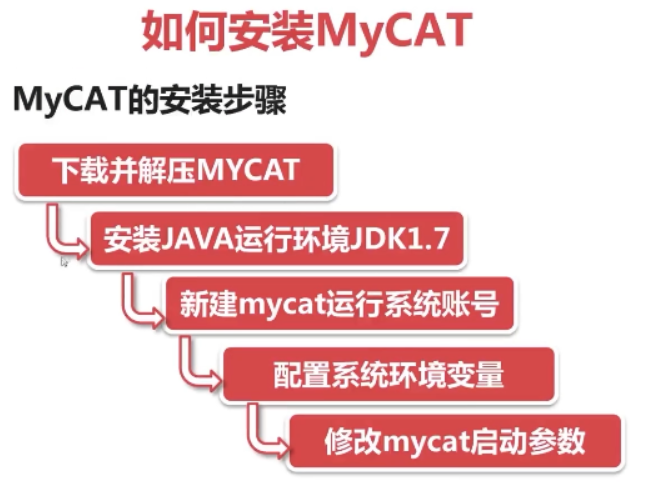 如何安装MyCAT
MyCAT的安装步骤
下载并解压MYCAT
安装JAVA运行环境JDK1.7
新建mycat运行系统账号
配置系统环境变量
修改mycat启动参数